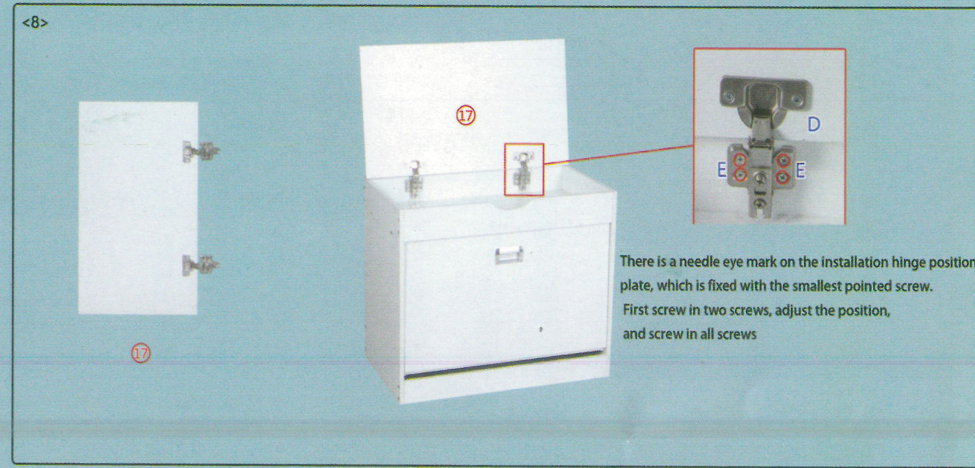 <8>
17
17
D
E E
There is a needle eye mark on the installation hinge position
plate, which is fixed with the smallest pointed screw.
First screw in two screws, adjust the position,
and screw in all screws